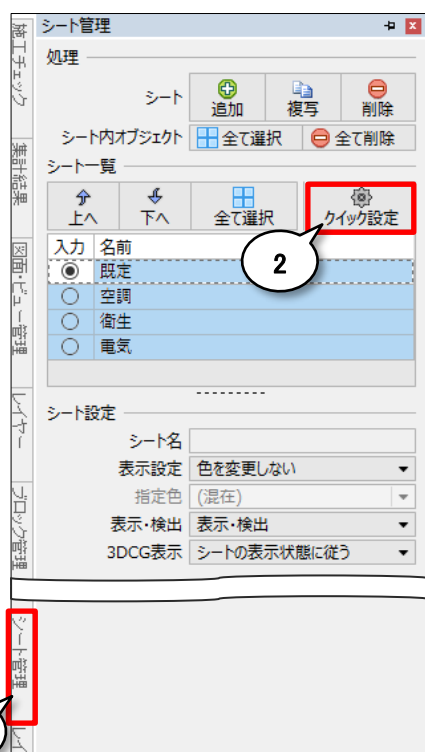 シート管理
処理
シート 追加 複写 削除
シート内オブジェクト 全て選択 全て削除
シート一覧
上へ 下へ 全て選択 クイック設定
2
入力 名前
既定
空調
衛生
電気
シート設定
シート名
表示設定 色を変更しない
指定色 (混在)
表示・検出 表示・検出
3DCG表示 シートの表示状態に従う
施工チェック
集計結果
図面・ビュー管理
レイヤー
ブロック管理
シート管理
レイ